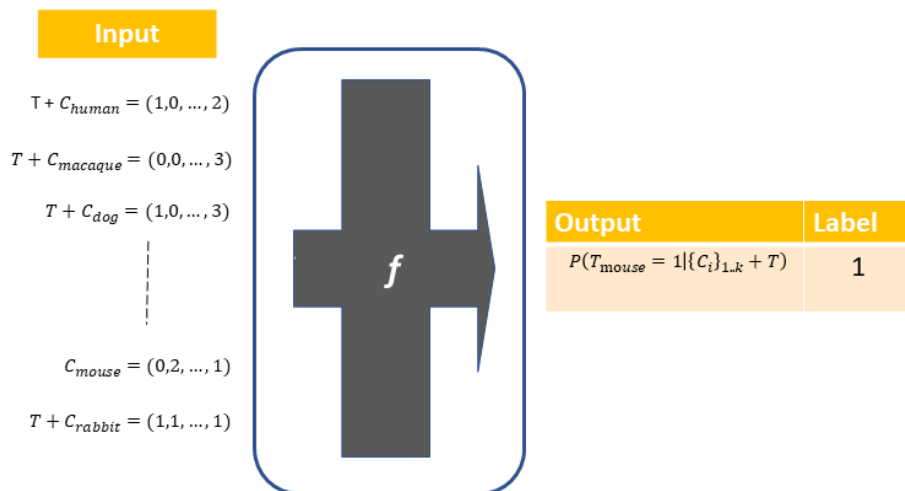 Input
T + C_human = (1,0, ..., 2)
T + C_macaque = (0,0, ..., 3)
T + C_dog = (1,0, ..., 3)
C_mouse = (0,2, ..., 1)
T + C_rabbit = (1,1, ..., 1)
f
Output Label
P(T_mouse = 1|{C_i}_1..k + T) 1